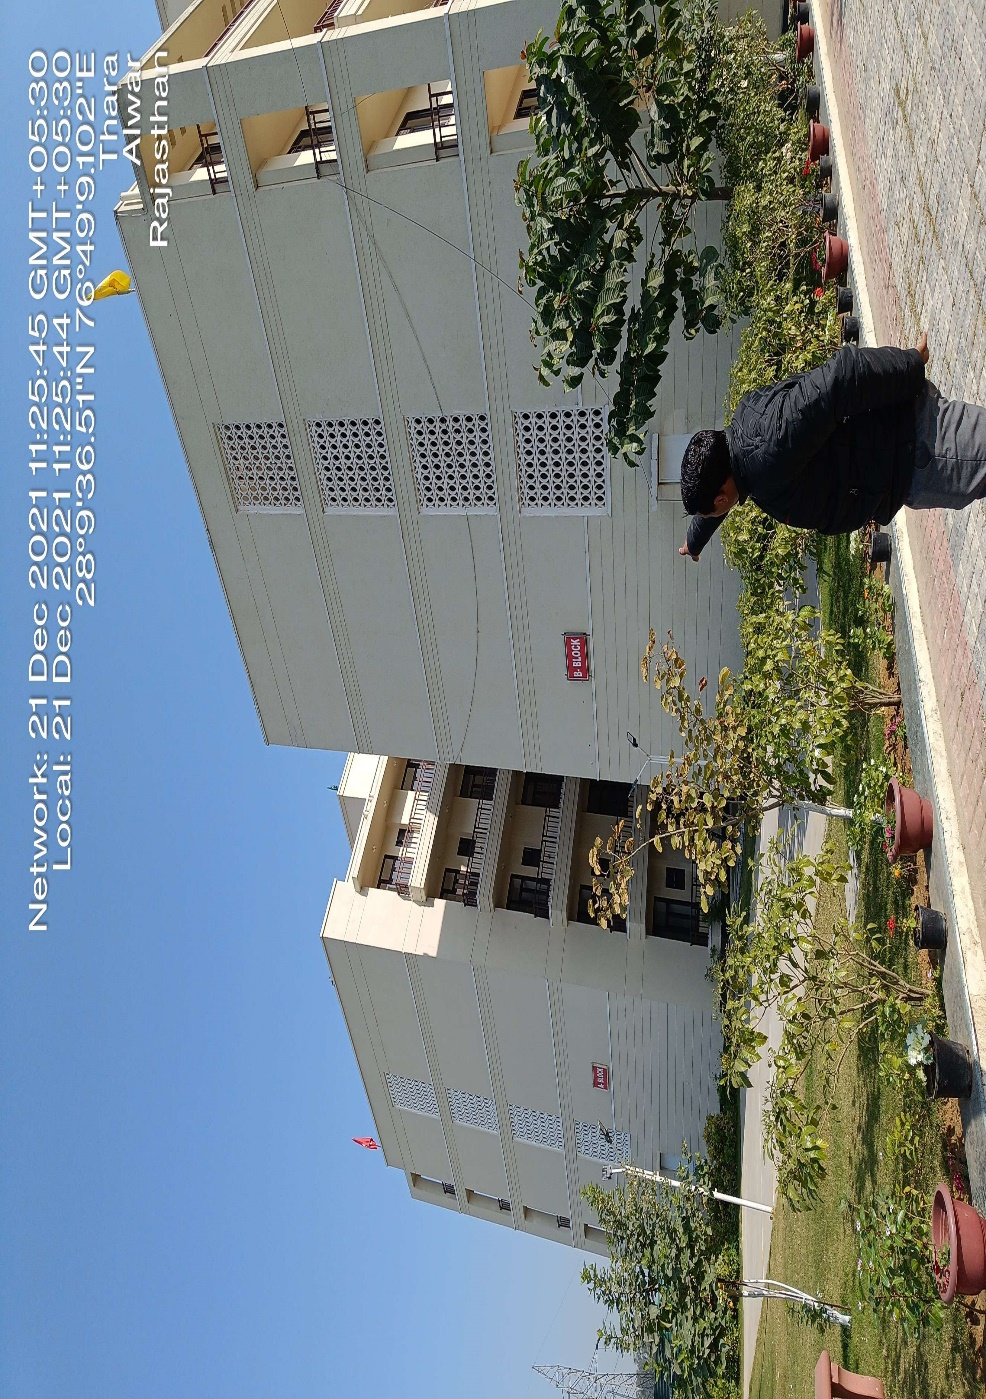 Network: 21 Dec 2021 11:25:45 GMT+05:30
Local: 21 Dec 2021 11:25:44 GMT+05:30
28°9'36.51"N 76°49'9.102"E
Thara
Alwar
Rajasthan
B- BLOCK
A-BLOCK